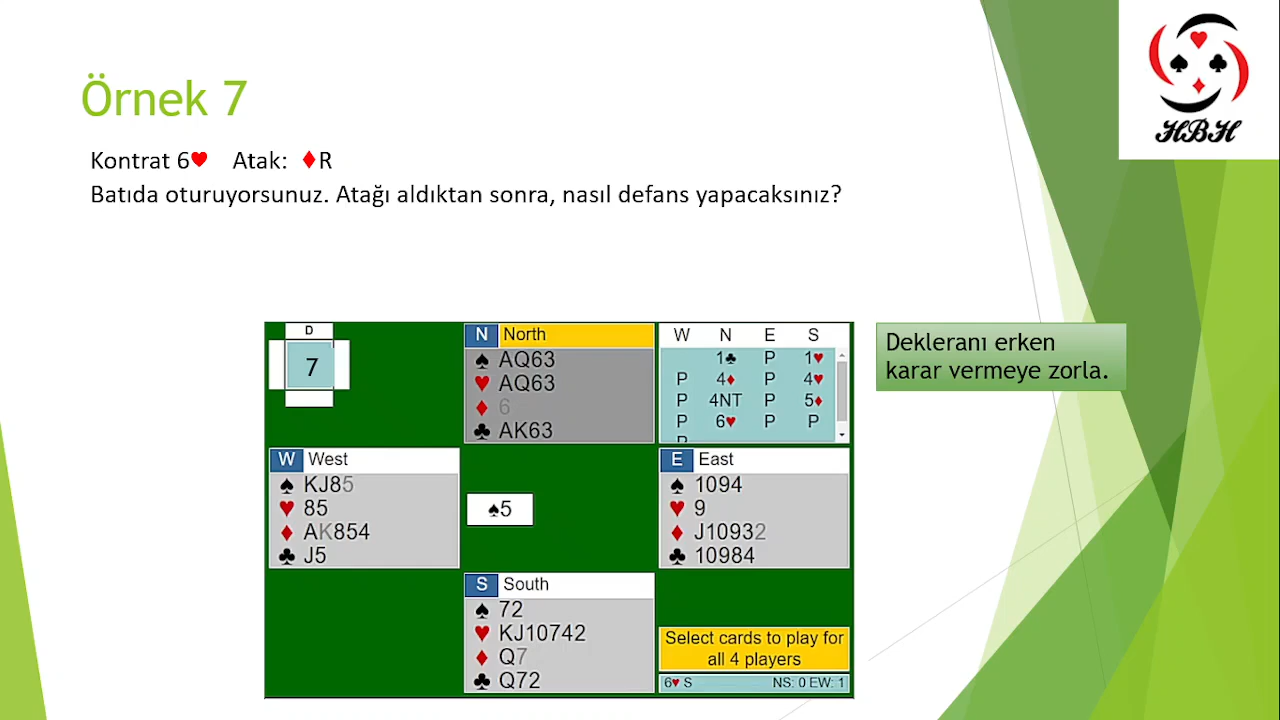 Örnek 7
HBH
Kontrat 6♥ Atak: ♦R
Batıda oturuyorsunuz. Atağı aldıktan sonra, nasıl defans yapacaksınız?
D
7
N North
♠ AQ63
♥ AQ63
♦ 6
♣ AK63
W N E S
1♣ P 1♥
P 4♦ P 4♥
P 4NT P 5♦
P 6♥ P P
P
Dekleranı erken
karar vermeye zorla.
W West
♠ KJ85
♥ 85
♦ AK854
♣ J5
♠5
E East
♠ 1094
♥ 9
♦ J10932
♣ 10984
S South
♠ 72
♥ KJ10742
♦ Q7
♣ Q72
Select cards to play for
all 4 players
6♥ S NS: 0 EW: 1